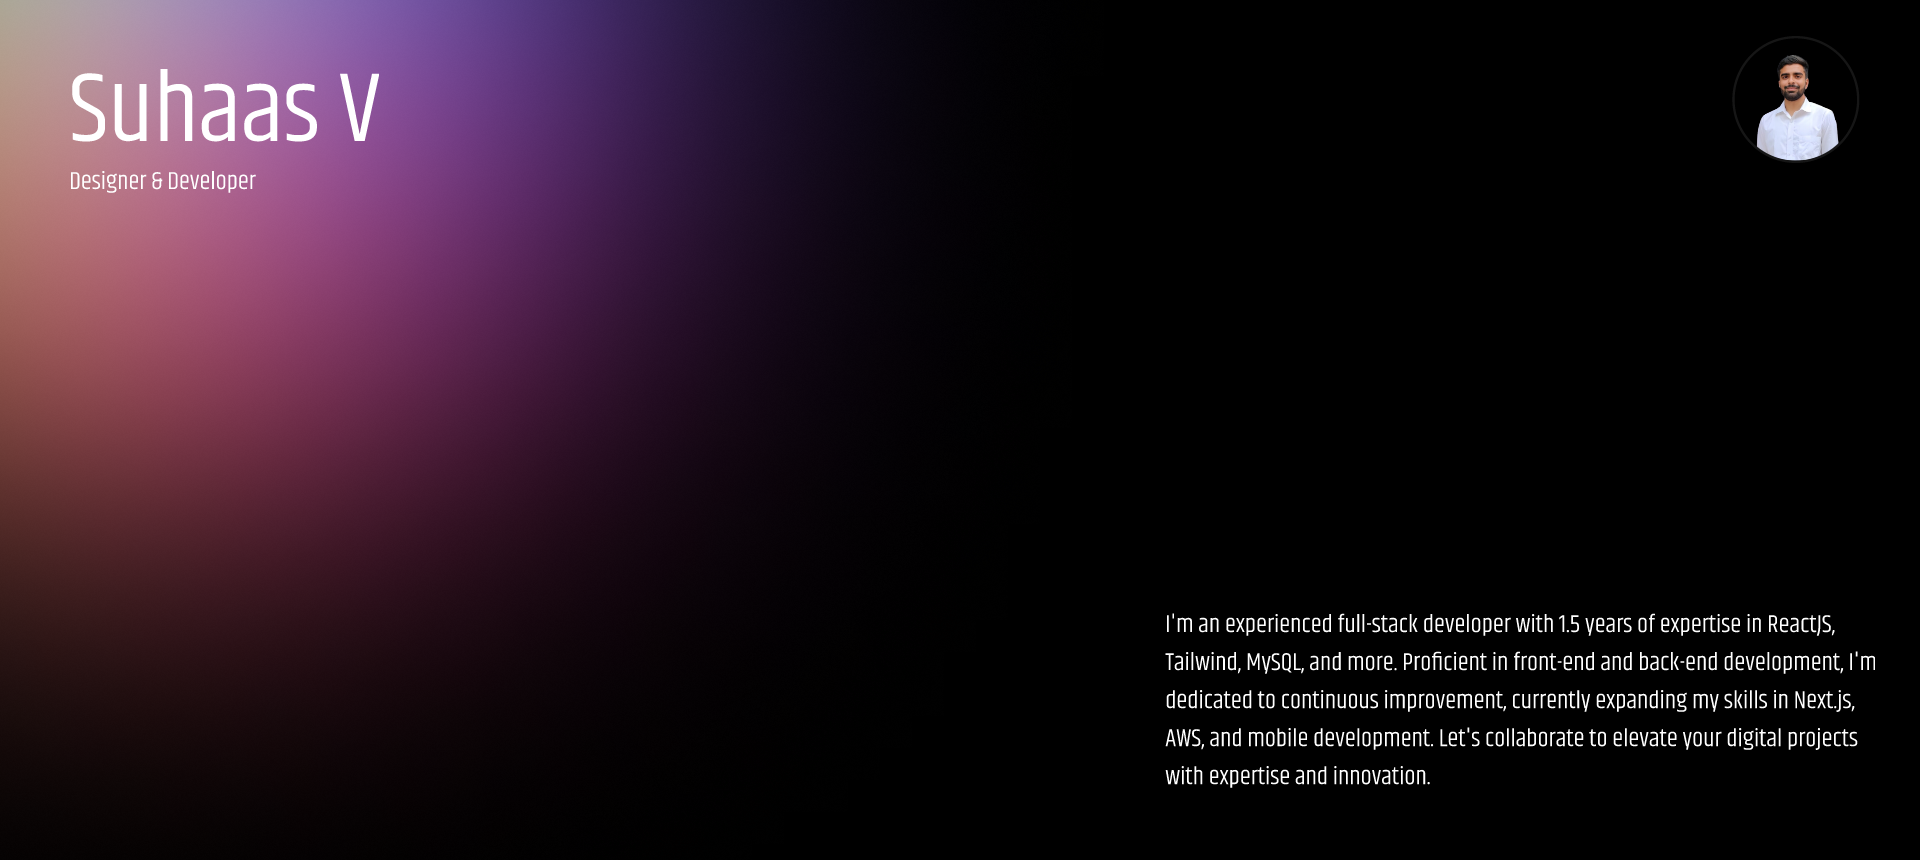 Suhaas V
Designer & Developer
I'm an experienced full-stack developer with 1.5 years of expertise in ReactJS,
Tailwind, MySQL, and more. Proficient in front-end and back-end development, I'm
dedicated to continuous improvement, currently expanding my skills in Next.js,
AWS, and mobile development. Let's collaborate to elevate your digital projects
with expertise and innovation.